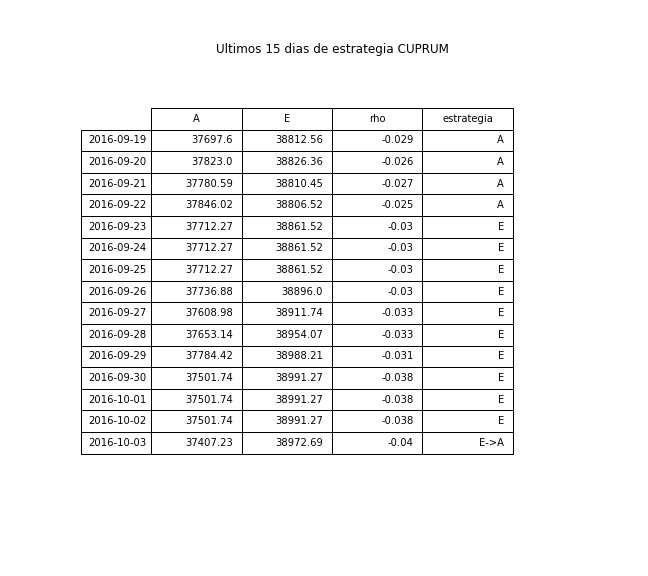 Ultimos 15 dias de estrategia CUPRUM
A E rho estrategia
2016-09-19 37697.6 38812.56 -0.029 A
2016-09-20 37823.0 38826.36 -0.026 A
2016-09-21 37780.59 38810.45 -0.027 A
2016-09-22 37846.02 38806.52 -0.025 A
2016-09-23 37712.27 38861.52 -0.03 E
2016-09-24 37712.27 38861.52 -0.03 E
2016-09-25 37712.27 38861.52 -0.03 E
2016-09-26 37736.88 38896.0 -0.03 E
2016-09-27 37608.98 38911.74 -0.033 E
2016-09-28 37653.14 38954.07 -0.033 E
2016-09-29 37784.42 38988.21 -0.031 E
2016-09-30 37501.74 38991.27 -0.038 E
2016-10-01 37501.74 38991.27 -0.038 E
2016-10-02 37501.74 38991.27 -0.038 E
2016-10-03 37407.23 38972.69 -0.04 E->A